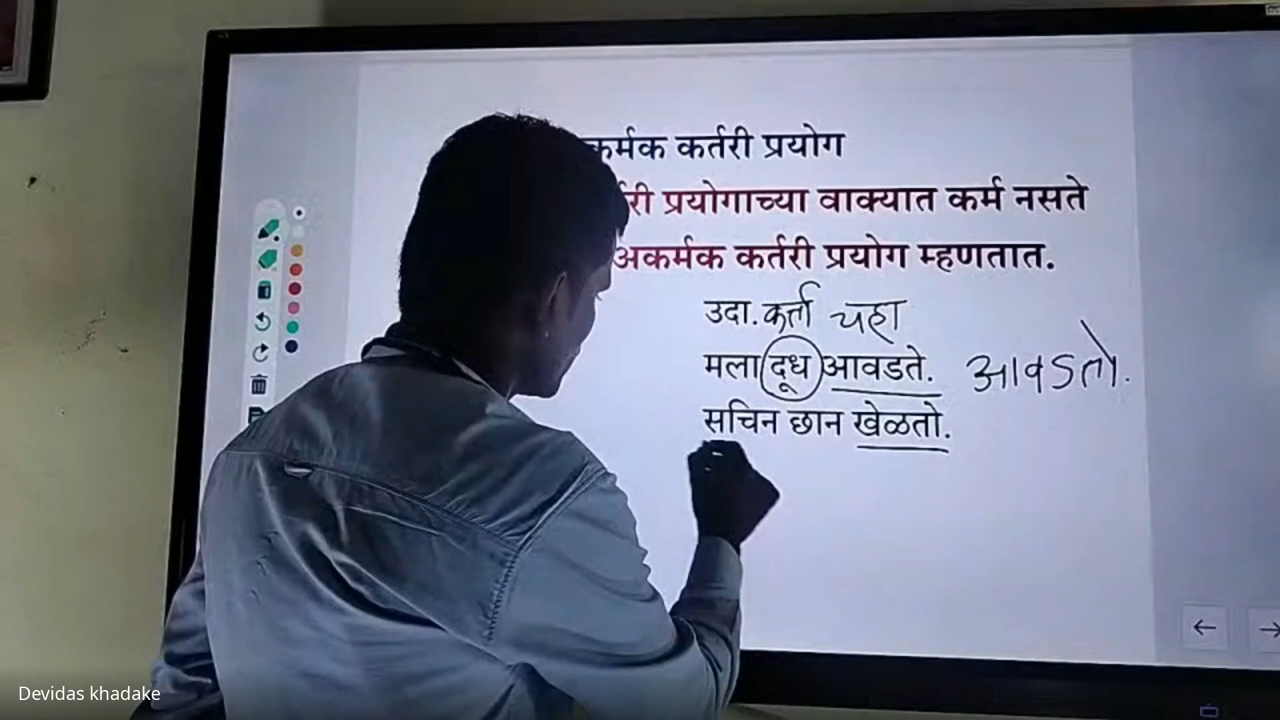 कर्मक कर्तरी प्रयोग
री प्रयोगाच्या वाक्यात कर्म नसते
अकर्मक कर्तरी प्रयोग म्हणतात.
उदा. कर्ता चहा
मला दूध आवडते. आवडतो.
सचिन छान खेळतो.
Devidas khadake